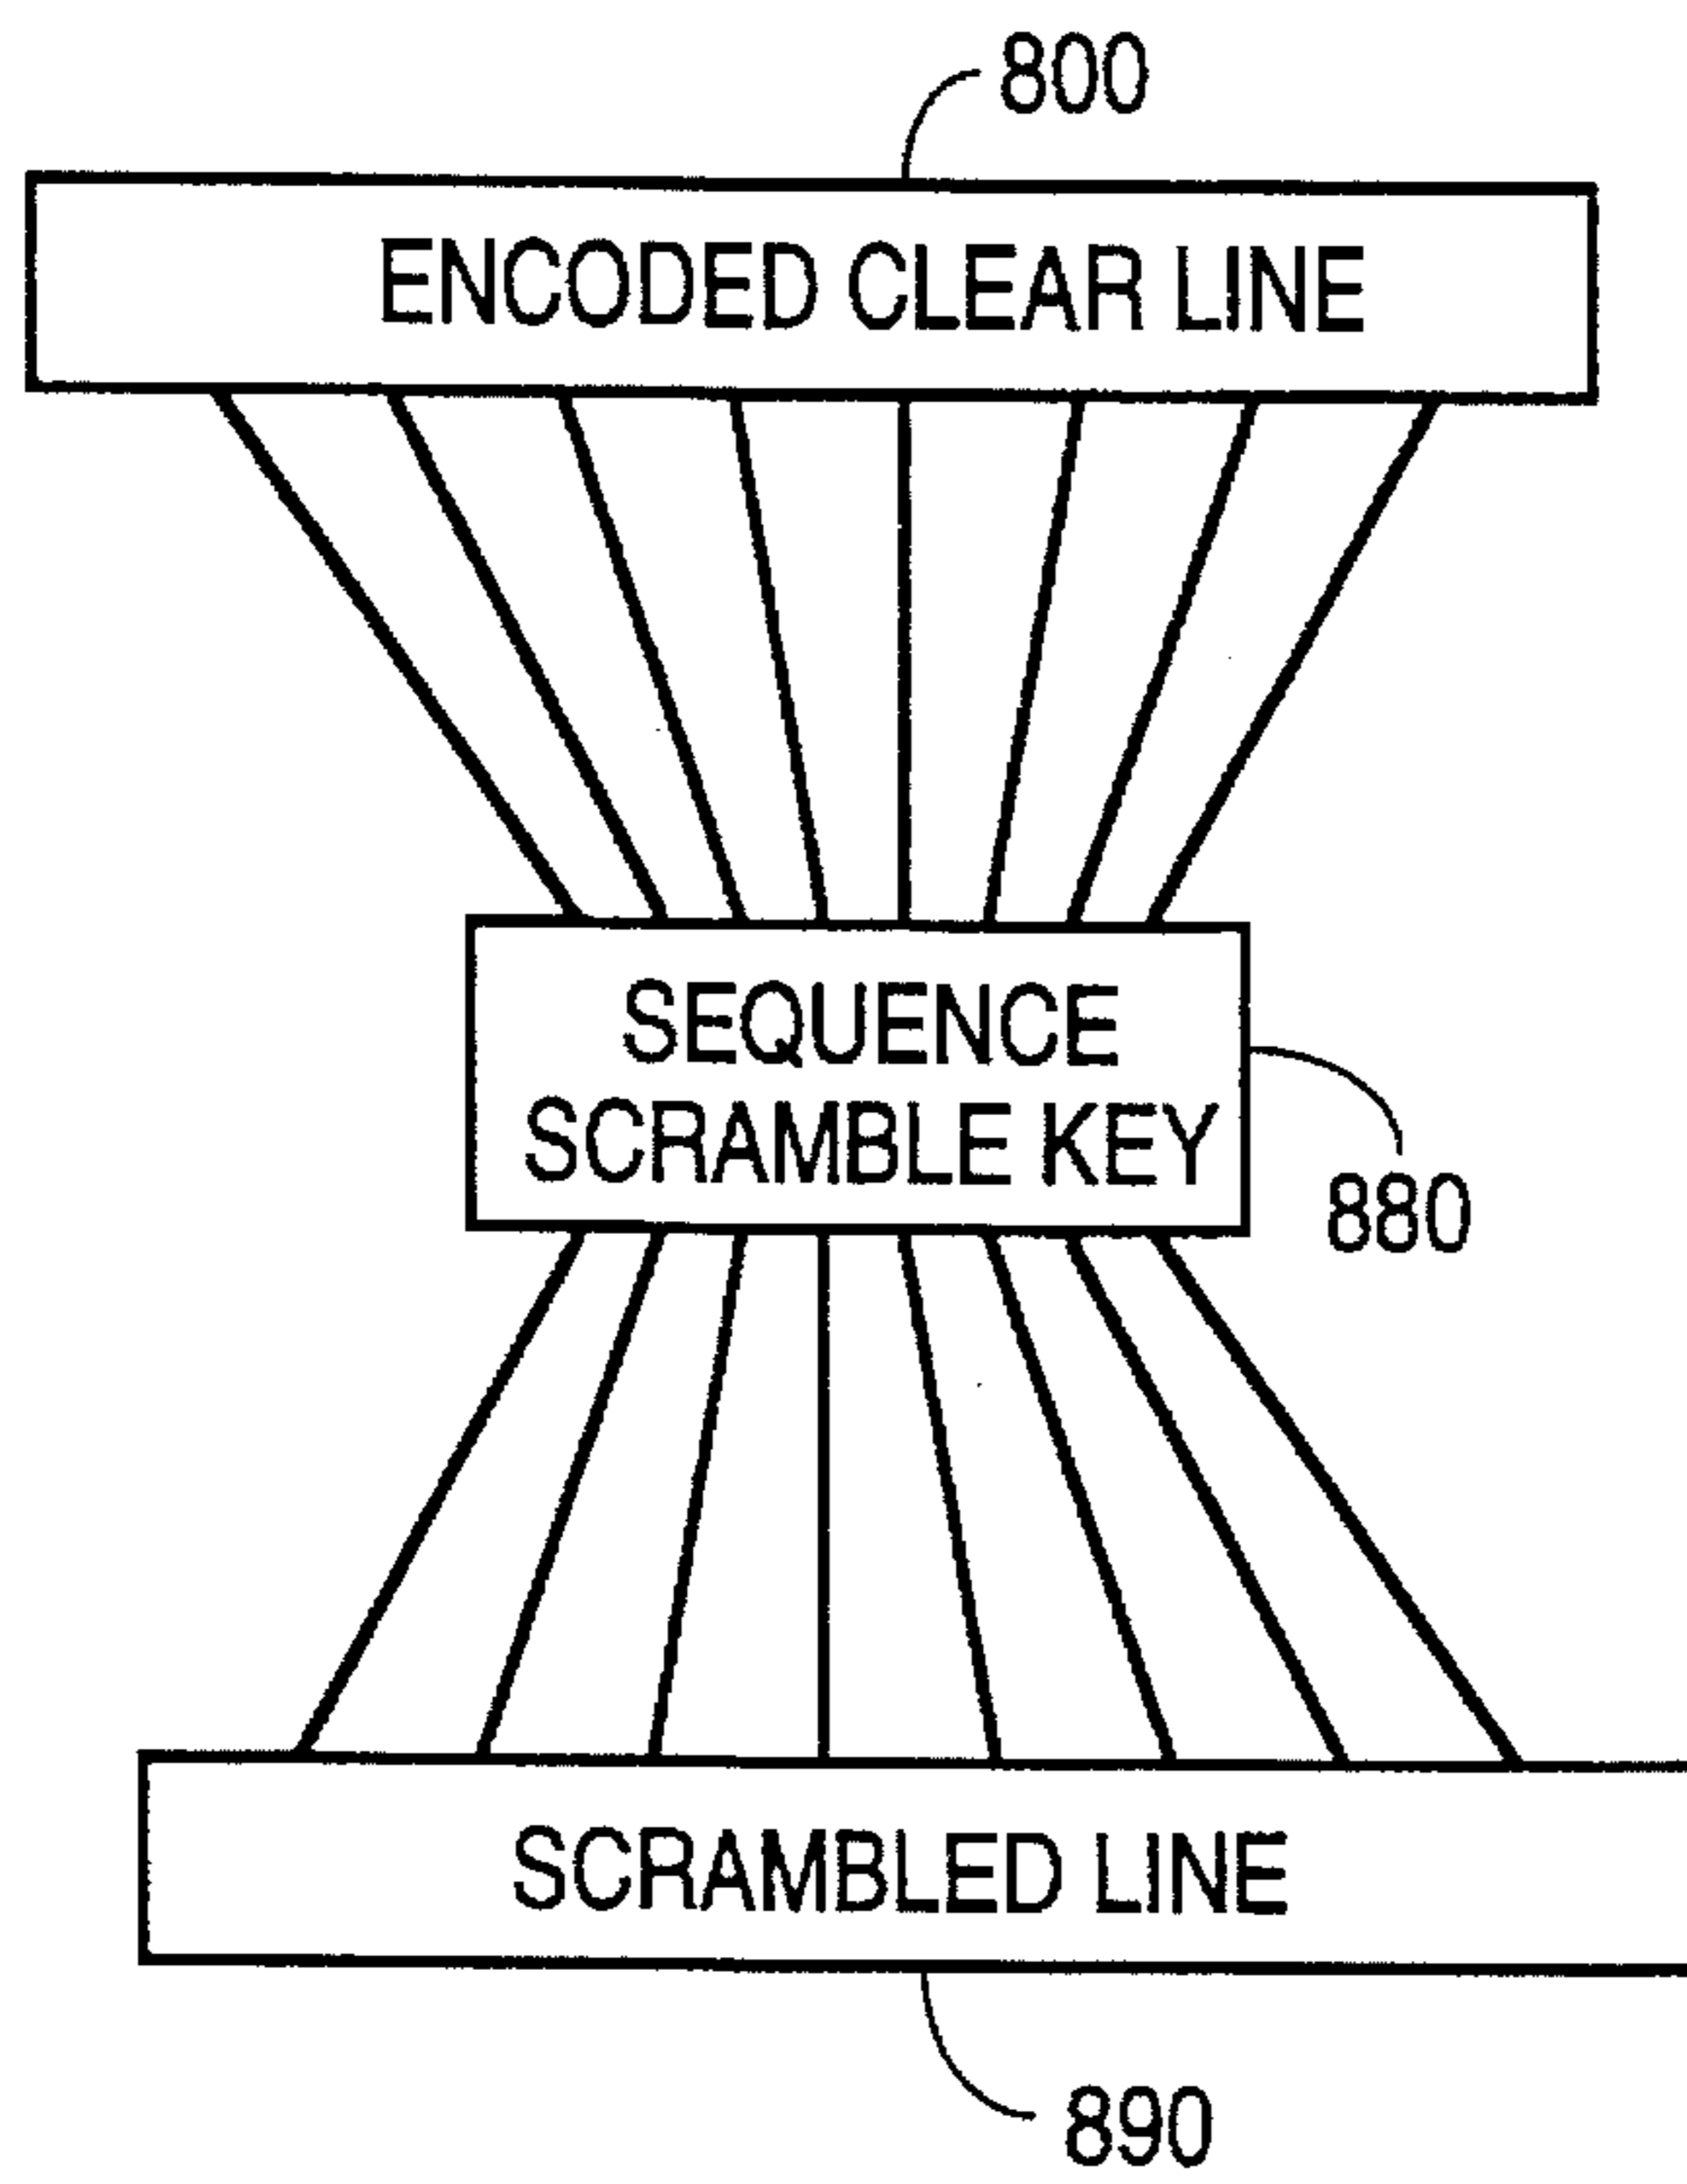 800
ENCODED CLEAR LINE
SEQUENCE
SCRAMBLE KEY
880
SCRAMBLED LINE
890